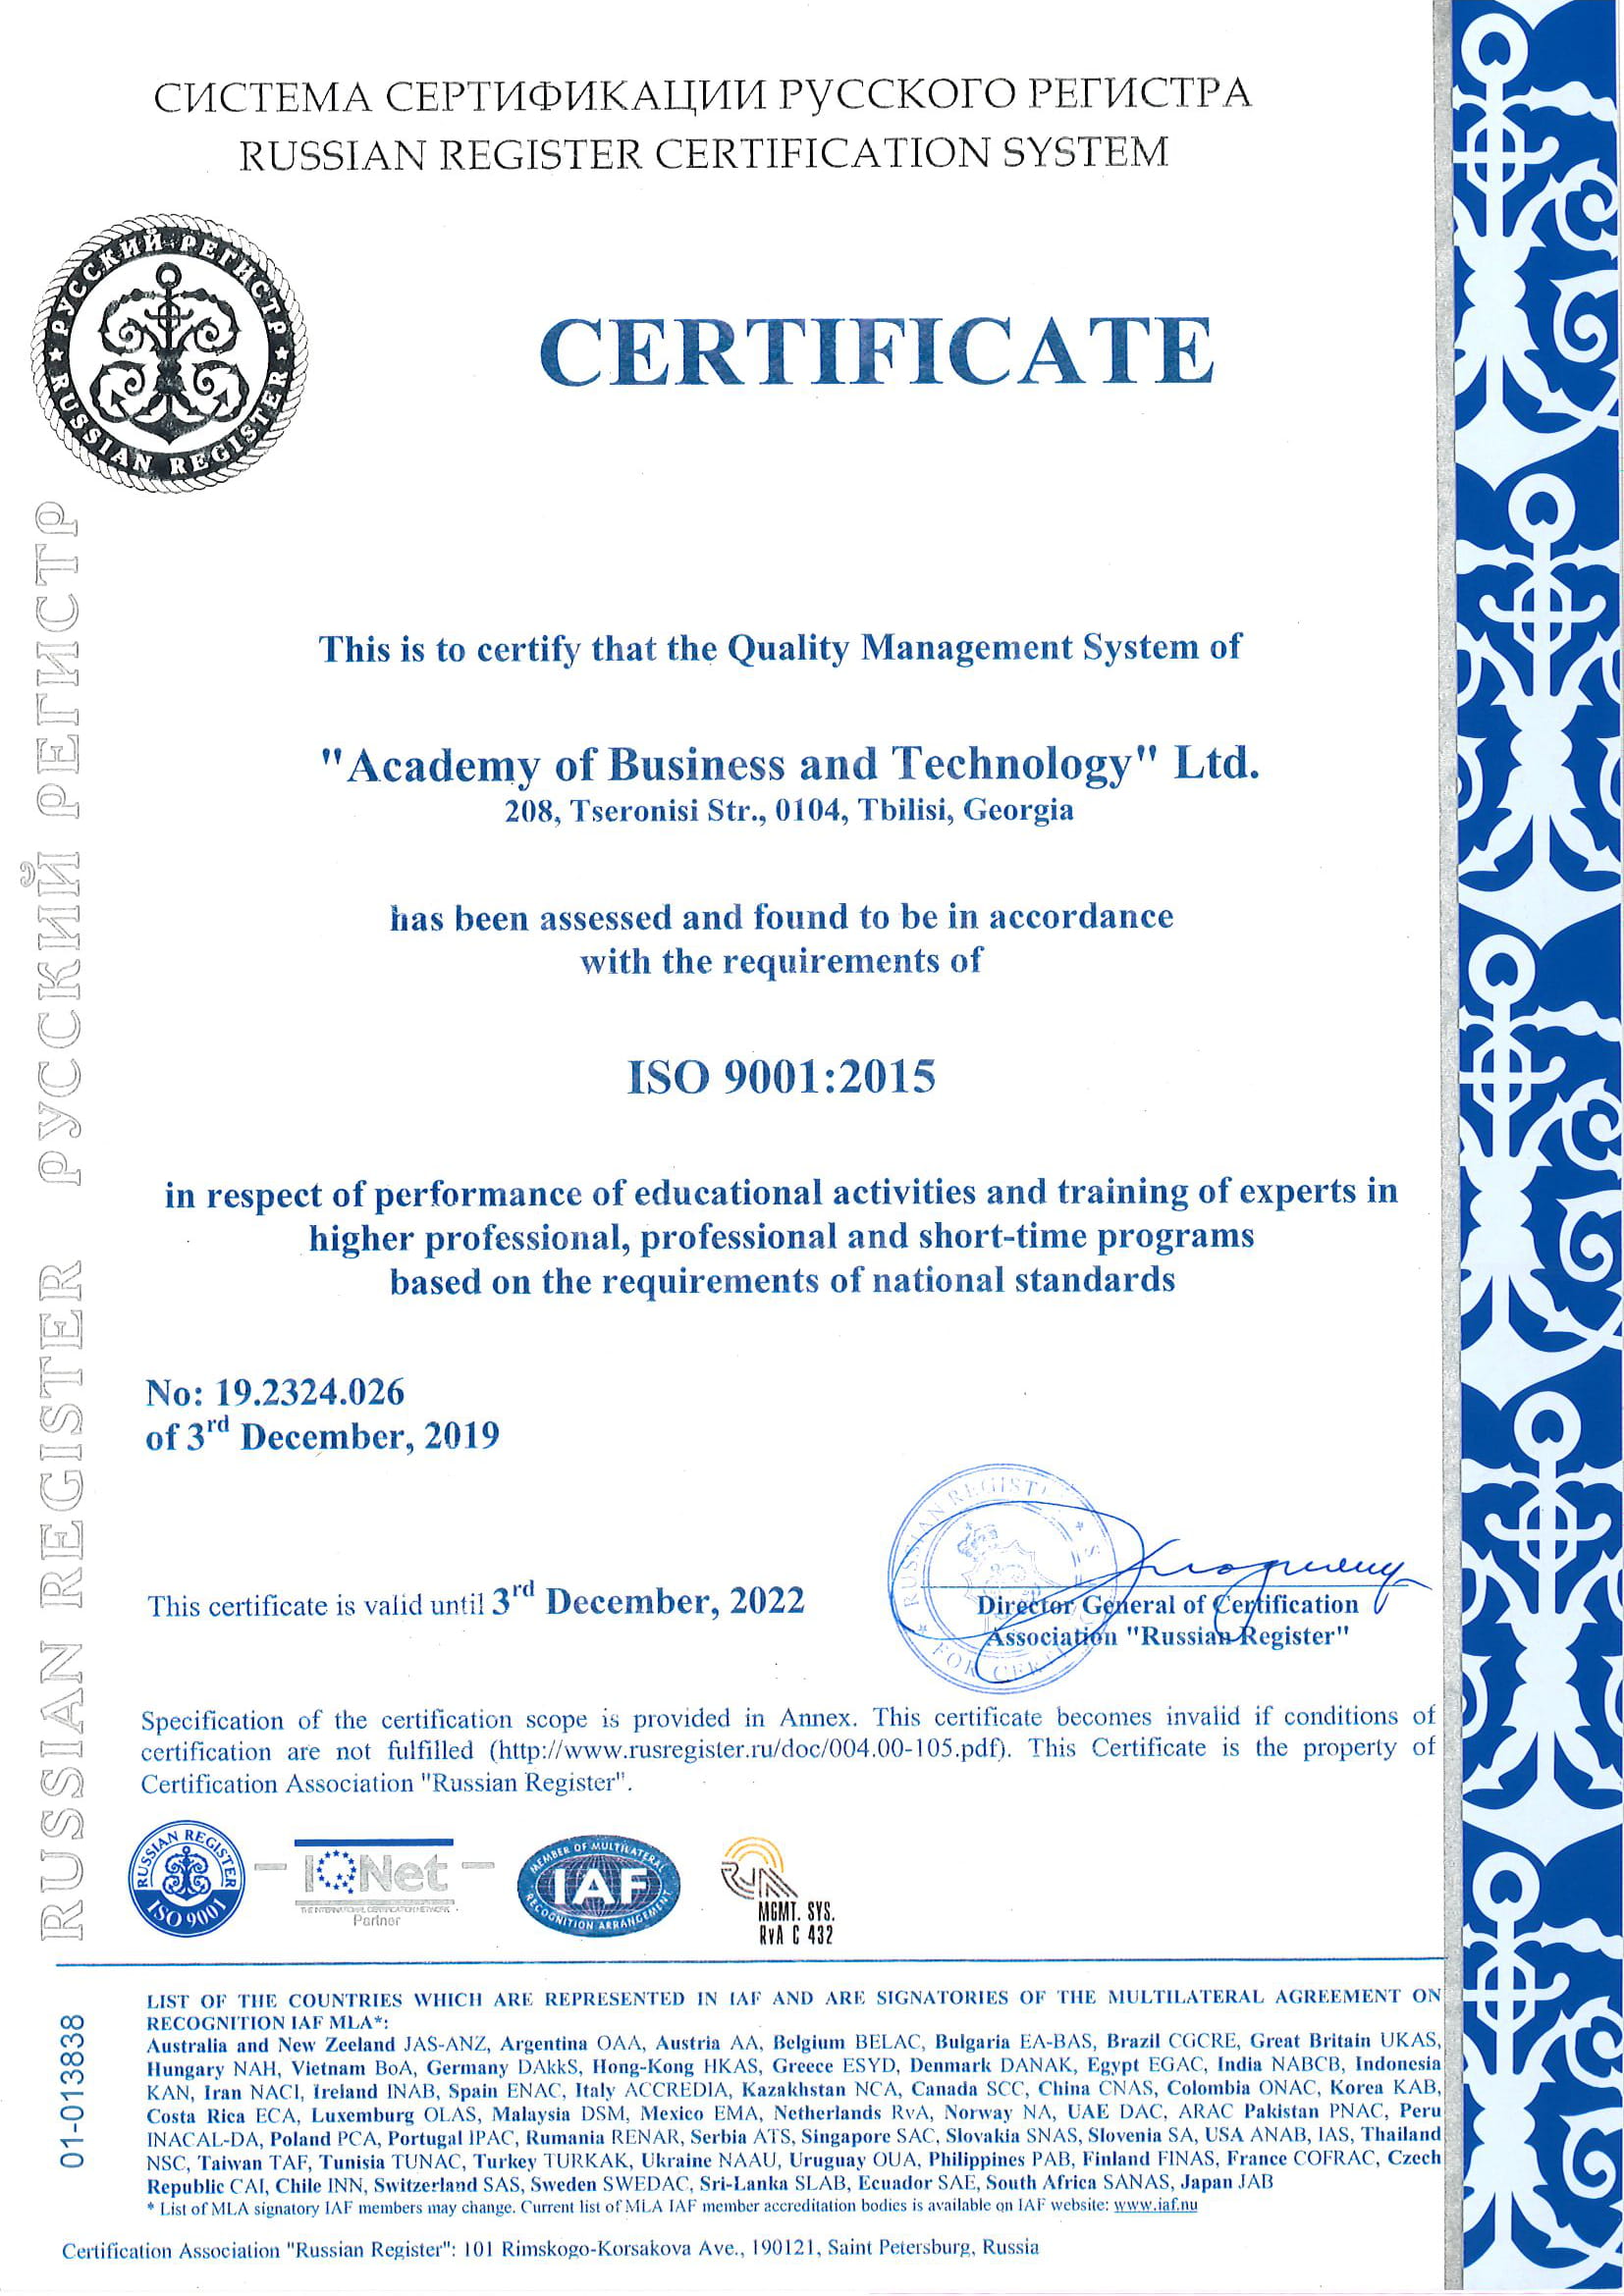 СИСТЕМА СЕРТИФИКАЦИИ РУССКОГО РЕГИСТРА
RUSSIAN REGISTER CERTIFICATION SYSTEM
РУССКИЙ РЕГИСТР
RUSSIAN REGISTER
CERTIFICATE
This is to certify that the Quality Management System of
"Academy of Business and Technology" Ltd.
208, Tseronisi Str., 0104, Tbilisi, Georgia
has been assessed and found to be in accordance
with the requirements of
ISO 9001:2015
in respect of performance of educational activities and training of experts in
higher professional, professional and short-time programs
based on the requirements of national standards
No: 19.2324.026
of 3rd December, 2019
This certificate is valid until 3rd December, 2022
RUSSIAN REGISTER
FOR
Director General of Certification
Association "Russian Register"
Specification of the certification scope is provided in Annex. This certificate becomes invalid if conditions of
certification are not fulfilled (http://www.rusregister.ru/doc/004.00-105.pdf). This Certificate is the property of
Certification Association "Russian Register".
RUSSIAN REGISTER
ISO 9001
IQNet
THE INTERNATIONAL CERTIFICATION NETWORK
Partner
MEMBER OF MULTILATERAL
IAF
RECOGNITION ARRANGEMENT
RvA
MGMT. SYS.
RvA C 432
LIST OF THE COUNTRIES WHICH ARE REPRESENTED IN IAF AND ARE SIGNATORIES OF THE MULTILATERAL AGREEMENT ON
RECOGNITION IAF MLA*:
Australia and New Zeeland JAS-ANZ, Argentina OAA, Austria AA, Belgium BELAC, Bulgaria EA-BAS, Brazil CGCRE, Great Britain UKAS,
Hungary NAH, Vietnam BoA, Germany DAkkS, Hong-Kong HKAS, Greece ESYD, Denmark DANAK, Egypt EGAC, India NABCB, Indonesia
KAN, Iran NACI, Ireland INAB, Spain ENAC, Italy ACCREDIA, Kazakhstan NCA, Canada SCC, China CNAS, Colombia ONAC, Korea KAB,
Costa Rica ECA, Luxemburg OLAS, Malaysia DSM, Mexico EMA, Netherlands RvA, Norway NA, UAE DAC, ARAC Pakistan PNAC, Peru
INACAL-DA, Poland PCA, Portugal IPAC, Rumania RENAR, Serbia ATS, Singapore SAC, Slovakia SNAS, Slovenia SA, USA ANAB, IAS, Thailand
NSC, Taiwan TAF, Tunisia TUNAC, Turkey TURKAK, Ukraine NAAU, Uruguay OUA, Philippines PAB, Finland FINAS, France COFRAC, Czech
Republic CAI, Chile INN, Switzerland SAS, Sweden SWEDAC, Sri-Lanka SLAB, Ecuador SAE, South Africa SANAS, Japan JAB
* List of MLA signatory IAF members may change. Current list of MLA IAF member accreditation bodies is available on IAF website: www.iaf.nu
Certification Association "Russian Register": 101 Rimskogo-Korsakova Ave., 190121, Saint Petersburg, Russia
RUSSIAN REGISTER РУССКИЙ РЕГИСТР
01-013838